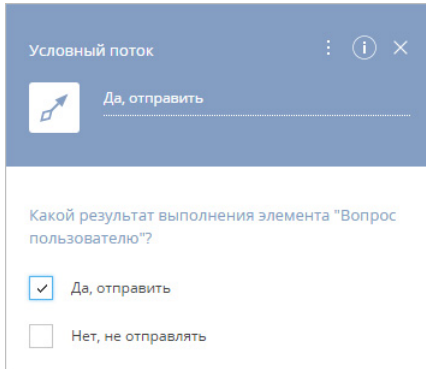 Условный поток
Да, отправить
Какой результат выполнения элемента "Вопрос
пользователю"?
Да, отправить
Нет, не отправлять